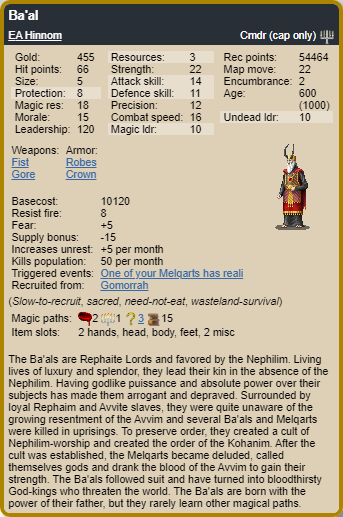 Ba'al
EA Hinnom Cmdr (cap only)
Gold: 455 Resources: 3 Rec points: 54464
Hit points: 66 Strength: 22 Map move: 22
Size: 5 Attack skill: 14 Encumbrance: 2
Protection: 8 Defence skill: 11 Age: 600
Magic res: 18 Precision: 12 (1000)
Morale: 15 Combat speed: 16 Undead ldr: 10
Leadership: 120 Magic ldr: 10
Weapons: Armor:
Fist Robes
Gore Crown
Basecost: 10120
Resist fire: 8
Fear: +5
Supply bonus: -15
Increases unrest: +5 per month
Kills population: 50 per month
Triggered events: One of your Melqarts has reali
Recruited from: Gomorrah
(Slow-to-recruit, sacred, need-not-eat, wasteland-survival)
Magic paths: 2 1 ? 3 15
Item slots: 2 hands, head, body, feet, 2 misc
The Ba'als are Rephaite Lords and favored by the Nephilim. Living
lives of luxury and splendor, they lead their kin in the absence of the
Nephilim. Having godlike puissance and absolute power over their
subjects has made them arrogant and depraved. Surrounded by
loyal Rephaim and Avvite slaves, they were quite unaware of the
growing resentment of the Avvim and several Ba'als and Melqarts
were killed in uprisings. To preserve order, they created a cult of
Nephilim-worship and created the order of the Kohanim. After the
cult was established, the Melqarts became deluded, called
themselves gods and drank the blood of the Avvim to gain their
strength. The Ba'als followed suit and have turned into bloodthirsty
God-kings who threaten the world. The Ba'als are born with the
power of their father, but they rarely learn other magical paths.